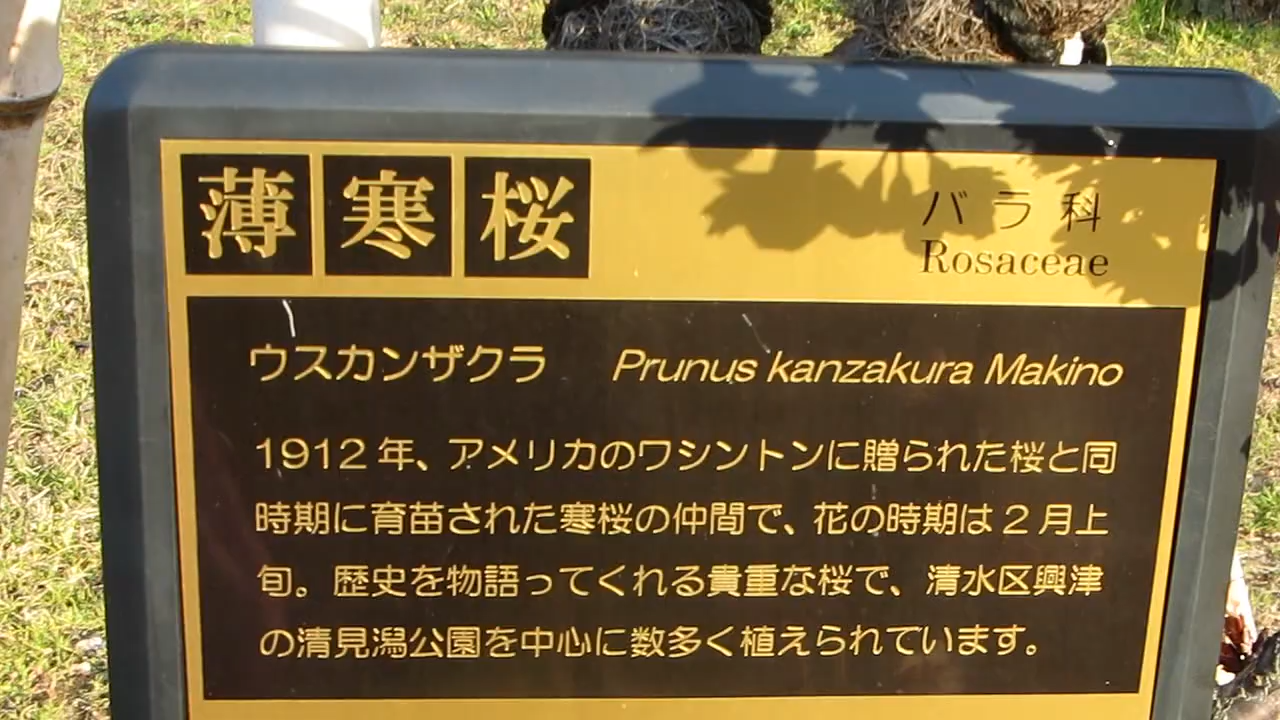 薄寒桜
バラ科
Rosaceae
ウスカンザクラ Prunus kanzakura Makino
1912年、アメリカのワシントンに贈られた桜と同
時期に育苗された寒桜の仲間で、花の時期は2月上
旬。歴史を物語ってくれる貴重な桜で、清水区興津
の清見潟公園を中心に数多く植えられています。